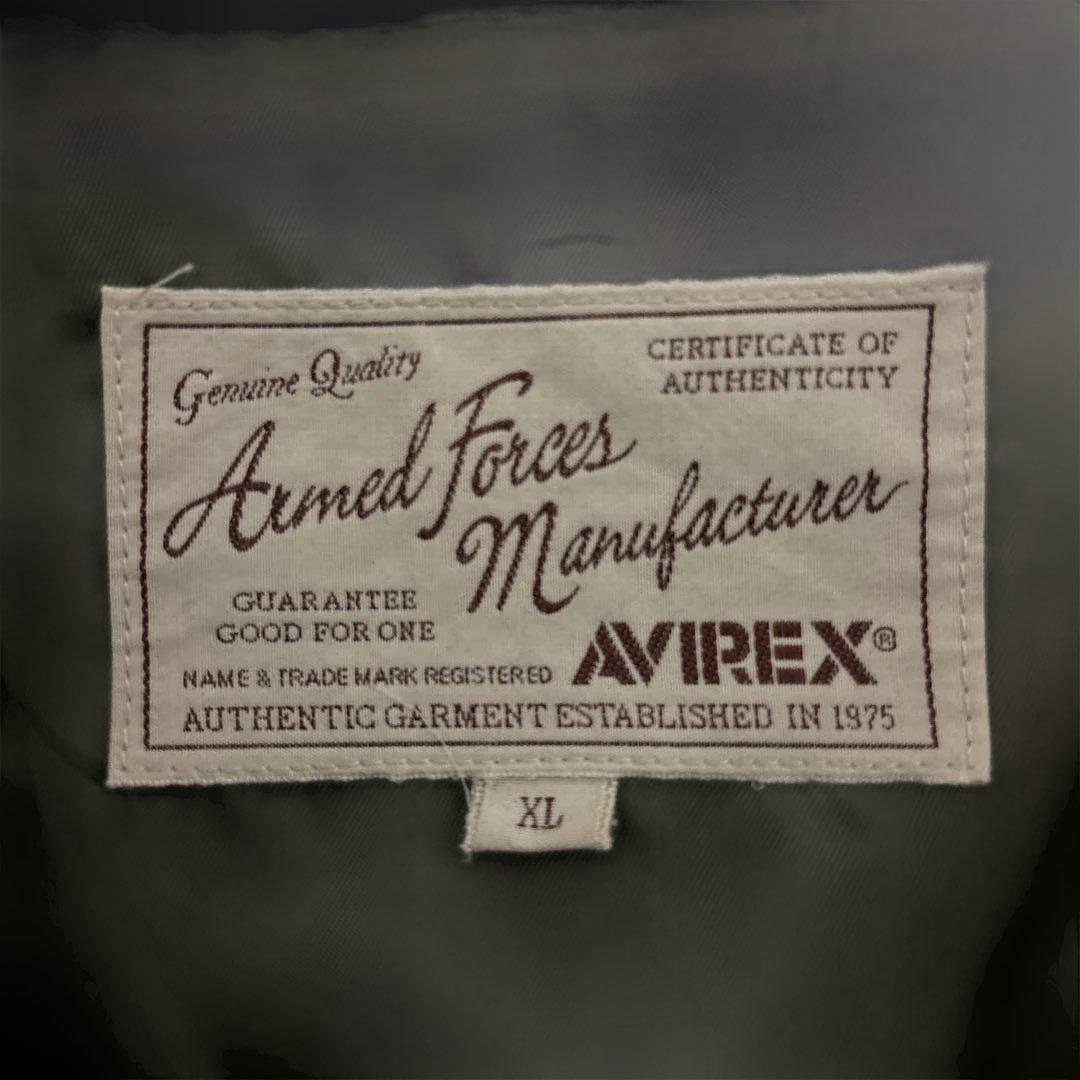 Genuine Quality
CERTIFICATE OF
AUTHENTICITY
Armed Forces
Manufacturer
GUARANTEE
GOOD FOR ONE
NAME & TRADE MARK REGISTERED
AVIREX®
AUTHENTIC GARMENT ESTABLISHED IN 1975
XL